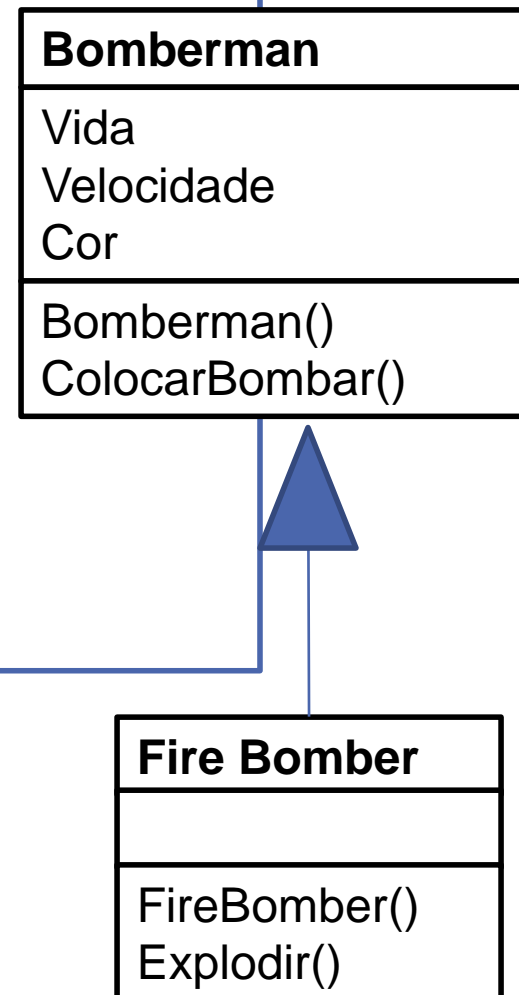 Bomberman
Vida
Velocidade
Cor
Bomberman()
ColocarBombar()
Fire Bomber
FireBomber()
Explodir()